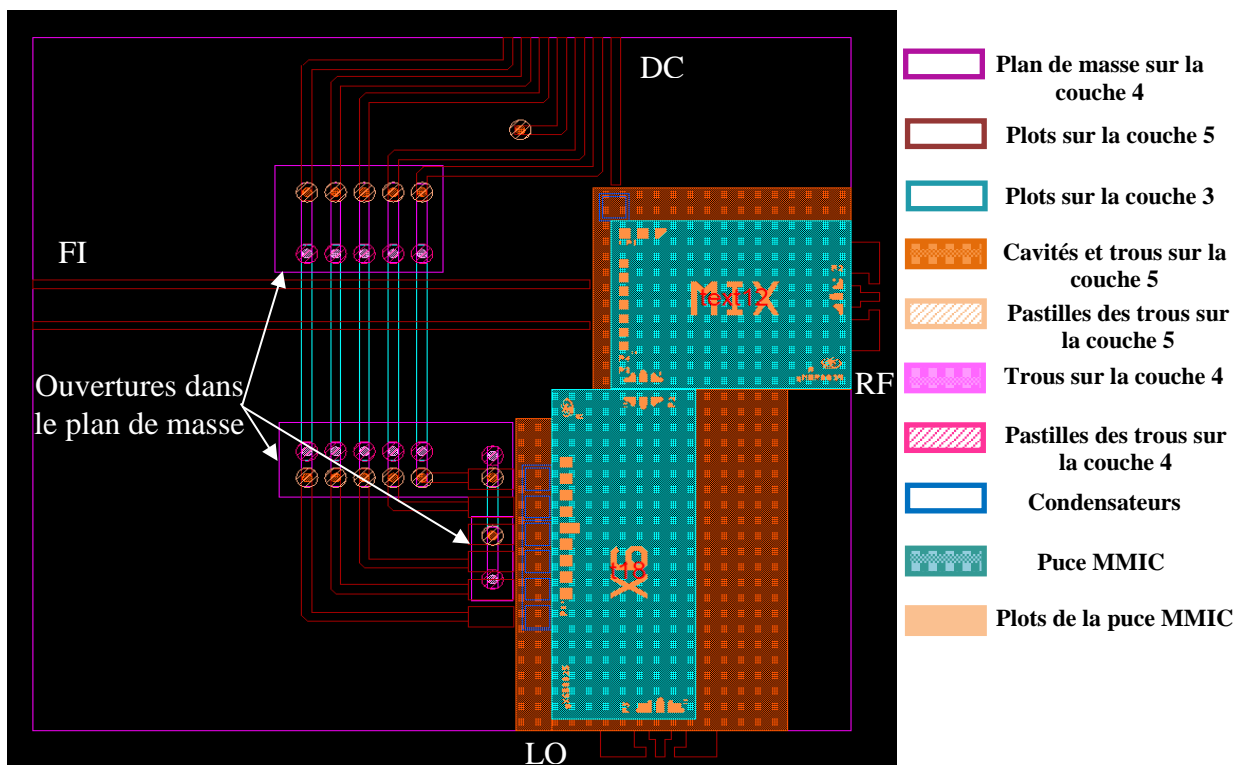 DC
FI
MIX
text12
RF
Ouvertures dans
le plan de masse
t18
LO
Plan de masse sur la
couche 4
Plots sur la couche 5
Plots sur la couche 3
Cavités et trous sur la
couche 5
Pastilles des trous sur
la couche 5
Trous sur la couche 4
Pastilles des trous sur
la couche 4
Condensateurs
Puce MMIC
Plots de la puce MMIC